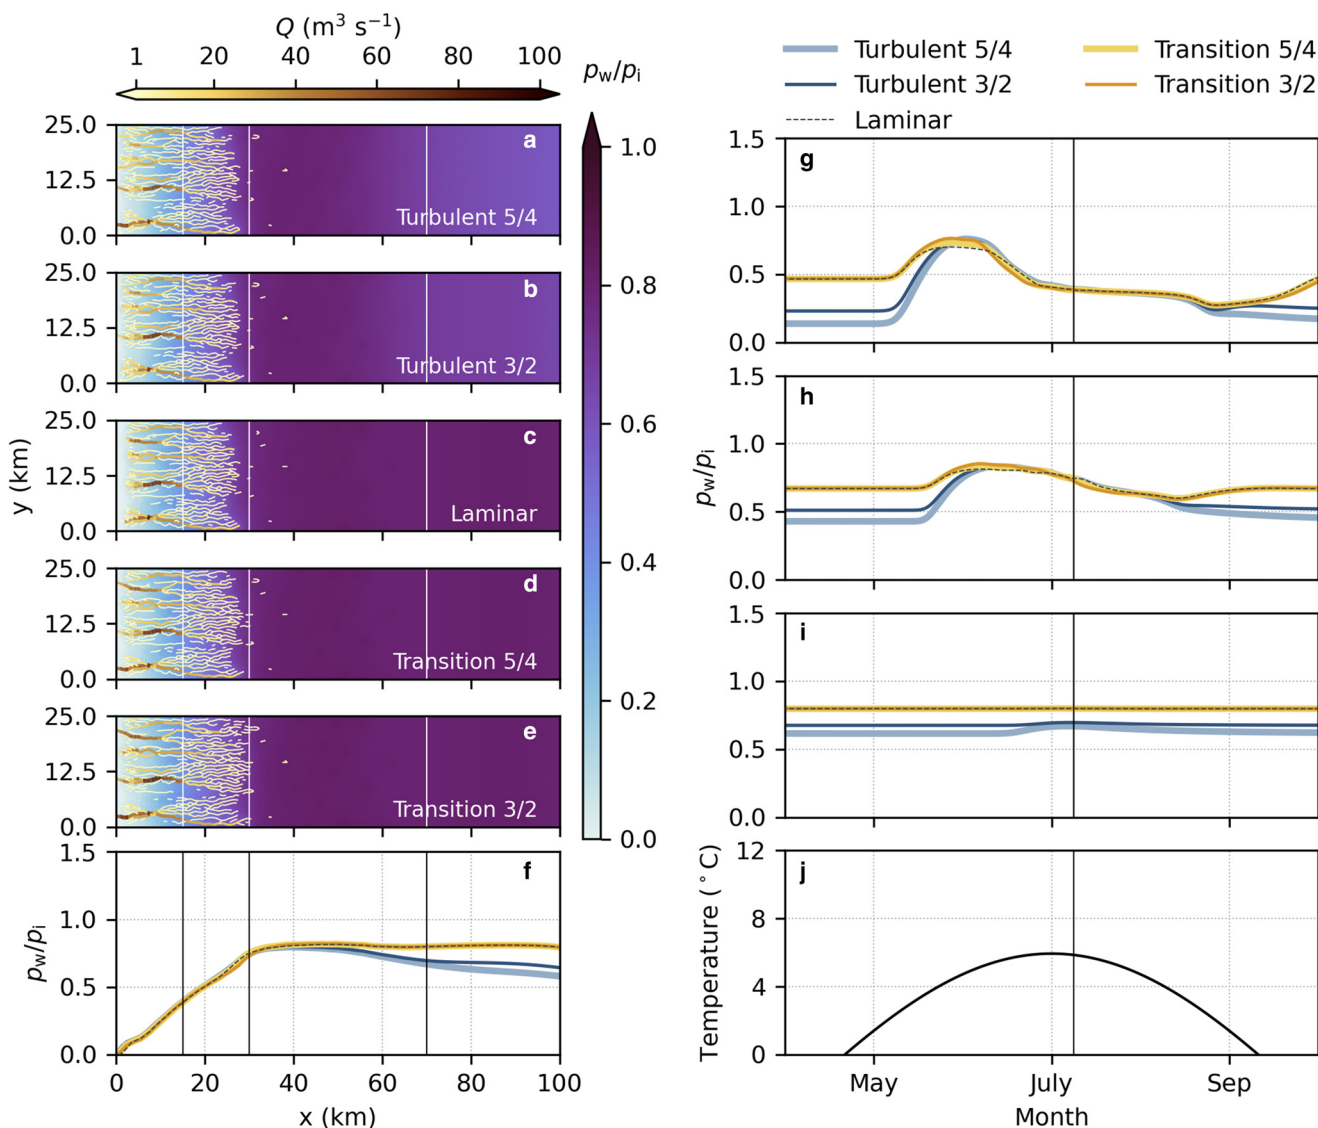 Q (m³ s⁻¹)
1 20 40 60 80 100
p_w/p_i
1.0
0.8
0.6
0.4
0.2
0.0
y (km)
25.0
12.5
0.0
a
Turbulent 5/4
25.0
12.5
0.0
b
Turbulent 3/2
25.0
12.5
0.0
c
Laminar
25.0
12.5
0.0
d
Transition 5/4
25.0
12.5
0.0
e
Transition 3/2
1.5
1.0
0.5
0.0
p_w/p_i
f
0 20 40 60 80 100
x (km)
Turbulent 5/4
Turbulent 3/2
Laminar
Transition 5/4
Transition 3/2
1.5
1.0
0.5
0.0
g
1.5
1.0
0.5
0.0
p_w/p_i
h
1.5
1.0
0.5
0.0
i
12
8
4
0
Temperature (°C)
j
May July Sep
Month